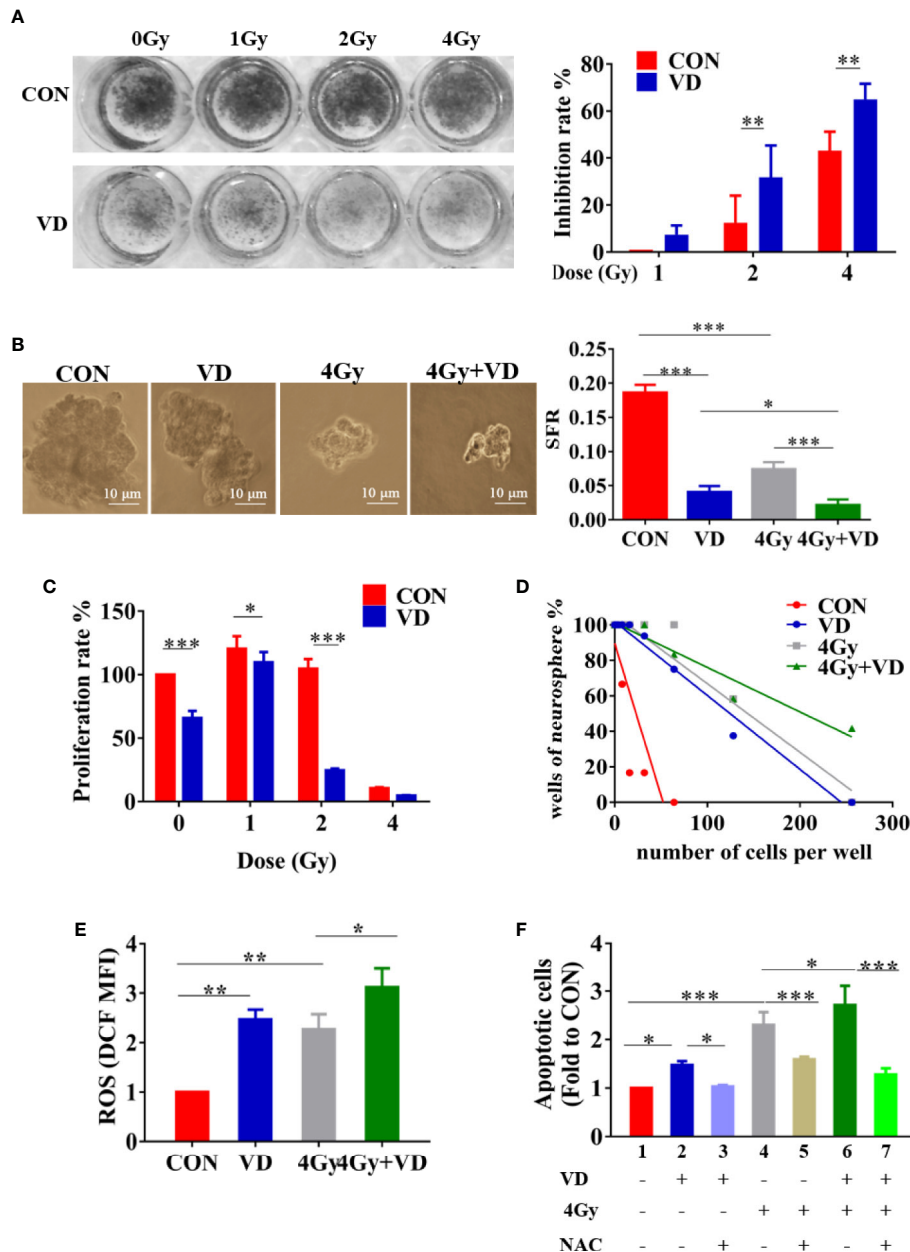 A
0Gy 1Gy 2Gy 4Gy
CON
VD
CON
VD
Inhibition rate %
80
60
40
20
0
** **
Dose (Gy) 1 2 4
B
CON VD 4Gy 4Gy+VD
10 μm 10 μm 10 μm 10 μm
SFR
0.25
0.20
0.15
0.10
0.05
0.00
***
***
*
***
CON VD 4Gy 4Gy+VD
C
Proliferation rate %
150
100
50
0
CON
VD
*** * ***
0 1 2 4
Dose (Gy)
D
wells of neurosphere %
100
80
60
40
20
0
CON
VD
4Gy
4Gy+VD
0 100 200 300
number of cells per well
E
ROS (DCF MFI)
4
3
2
1
0
**
**
*
CON VD 4Gy 4Gy+VD
F
Apoptotic cells
(Fold to CON)
4
3
2
1
0
* * *** *** * ***
1 2 3 4 5 6 7
VD - + + - - + +
4Gy - - - + + + +
NAC - - + - + - +